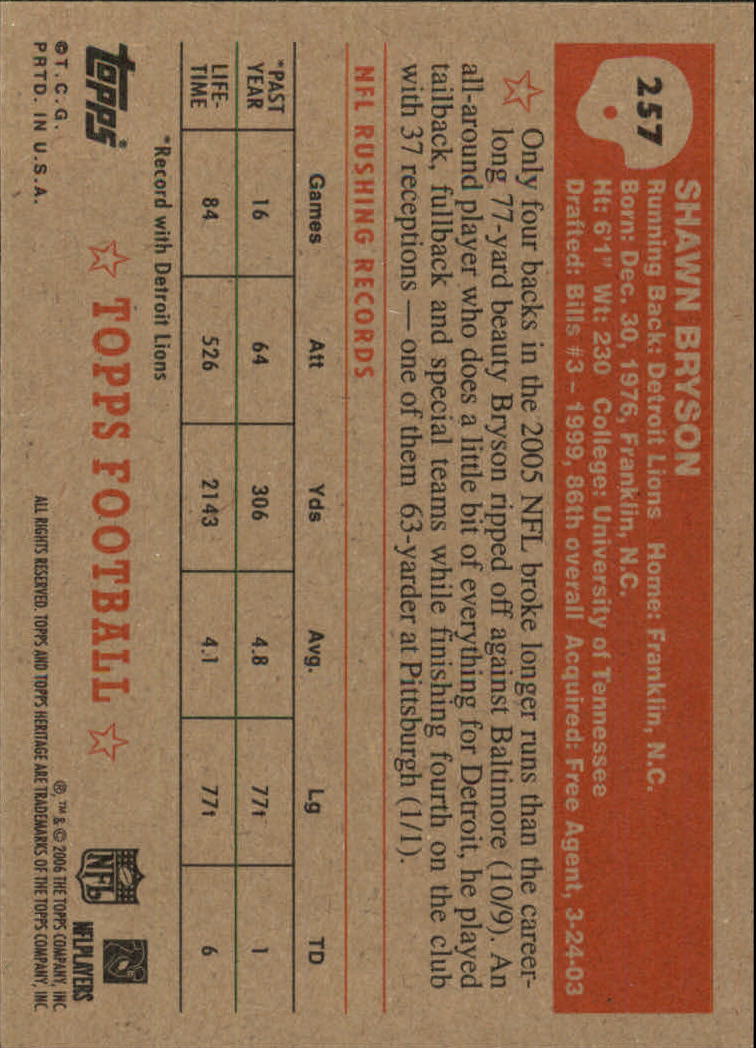 257
SHAWN BRYSON
Running Back: Detroit Lions Home: Franklin, N.C.
Born: Dec. 30, 1976, Franklin, N.C.
Ht: 6'1" Wt: 230 College: University of Tennessee
Drafted: Bills #3 – 1999, 86th overall Acquired: Free Agent, 3-24-03
Only four backs in the 2005 NFL broke longer runs than the career-
long 77-yard beauty Bryson ripped off against Baltimore (10/9). An
all-around player who does a little bit of everything for Detroit, he played
tailback, fullback and special teams while finishing fourth on the club
with 37 receptions — one of them 63-yarder at Pittsburgh (1/1).
NFL RUSHING RECORDS
Games Att Yds Avg. Lg TD
*PAST YEAR 16 64 306 4.8 77t 1
LIFE-TIME 84 526 2143 4.1 77t 6
*Record with Detroit Lions
topps®
TOPPS FOOTBALL
NFL
NFLPLAYERS
©T.C.G.
PRTD. IN U.S.A.
®, ™ & © 2006 THE TOPPS COMPANY, INC
ALL RIGHTS RESERVED. TOPPS AND TOPPS HERITAGE ARE TRADEMARKS OF THE TOPPS COMPANY, INC